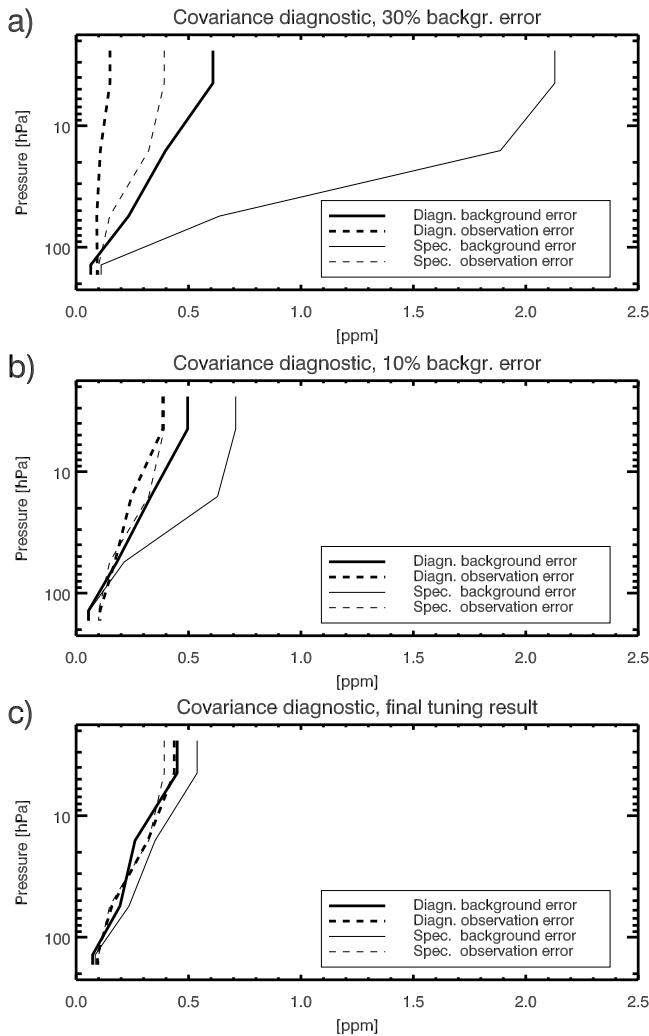 a)
Covariance diagnostic, 30% backgr. error
Pressure [hPa]
10
100
Diagn. background error
Diagn. observation error
Spec. background error
Spec. observation error
0.0 0.5 1.0 1.5 2.0 2.5
[ppm]
b)
Covariance diagnostic, 10% backgr. error
Pressure [hPa]
10
100
Diagn. background error
Diagn. observation error
Spec. background error
Spec. observation error
0.0 0.5 1.0 1.5 2.0 2.5
[ppm]
c)
Covariance diagnostic, final tuning result
Pressure [hPa]
10
100
Diagn. background error
Diagn. observation error
Spec. background error
Spec. observation error
0.0 0.5 1.0 1.5 2.0 2.5
[ppm]